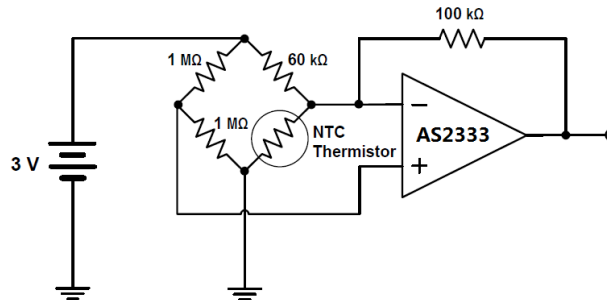 100 kΩ
1 MΩ
60 kΩ
1 MΩ
NTC
Thermistor
3 V
−
AS2333
+